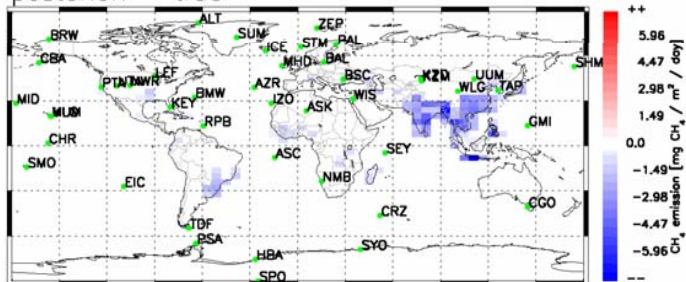 ALT
ZEP
BRW
SUM
ICE
STM
PAL
CBA
SHM
MHD
BAL
LEF
BSC
UUM
AZR
WLG
TAP
BMW
WIS
MID
KEY
IZO
ASK
RPB
GMI
CHR
ASC
SEY
SMO
EIC
NMB
CGO
CRZ
TDF
PSA
SYO
HBA
SPO
++
5.96
4.47
2.98
1.49
0.0
−1.49
−2.98
−4.47
−5.96
−−
CH₄ emission [mg CH₄ / m² / day]